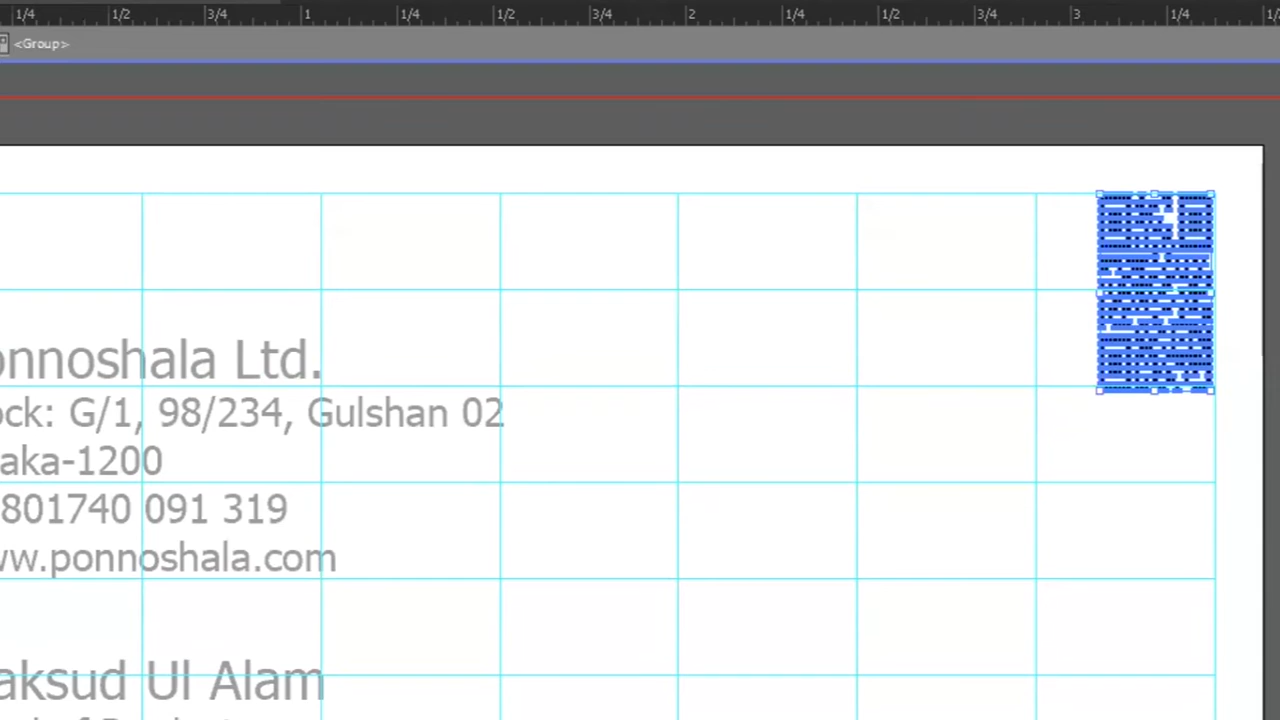 1/4 1/2 3/4 1 1/4 1/2 3/4 2 1/4 1/2 3/4 3 1/4
<Group>
onnoshala Ltd.
ock: G/1, 98/234, Gulshan 02
aka-1200
801740 091 319
w.ponnoshala.com
aksud Ul Alam